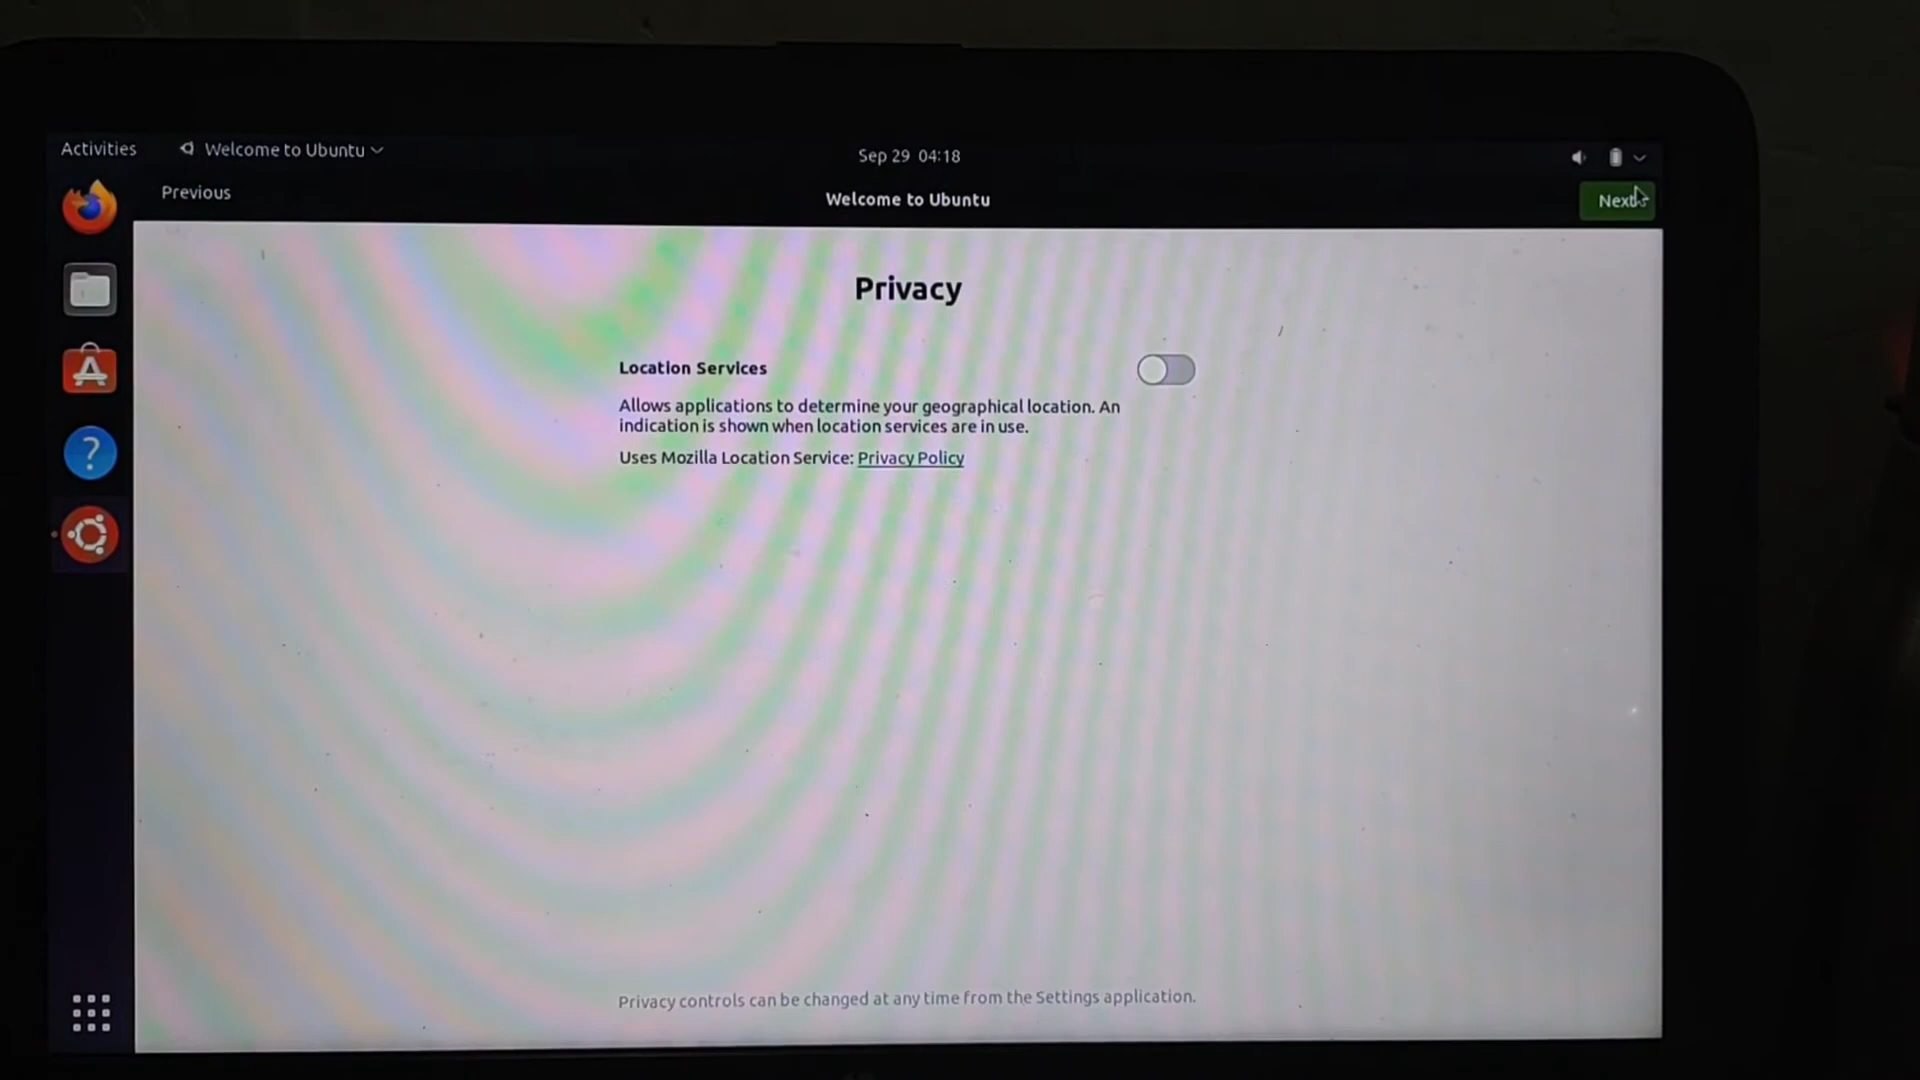 Activities
Welcome to Ubuntu
Sep 29 04:18
Previous
Welcome to Ubuntu
Next
Privacy
Location Services
Allows applications to determine your geographical location. An
indication is shown when location services are in use.
Uses Mozilla Location Service: Privacy Policy
Privacy controls can be changed at any time from the Settings application.